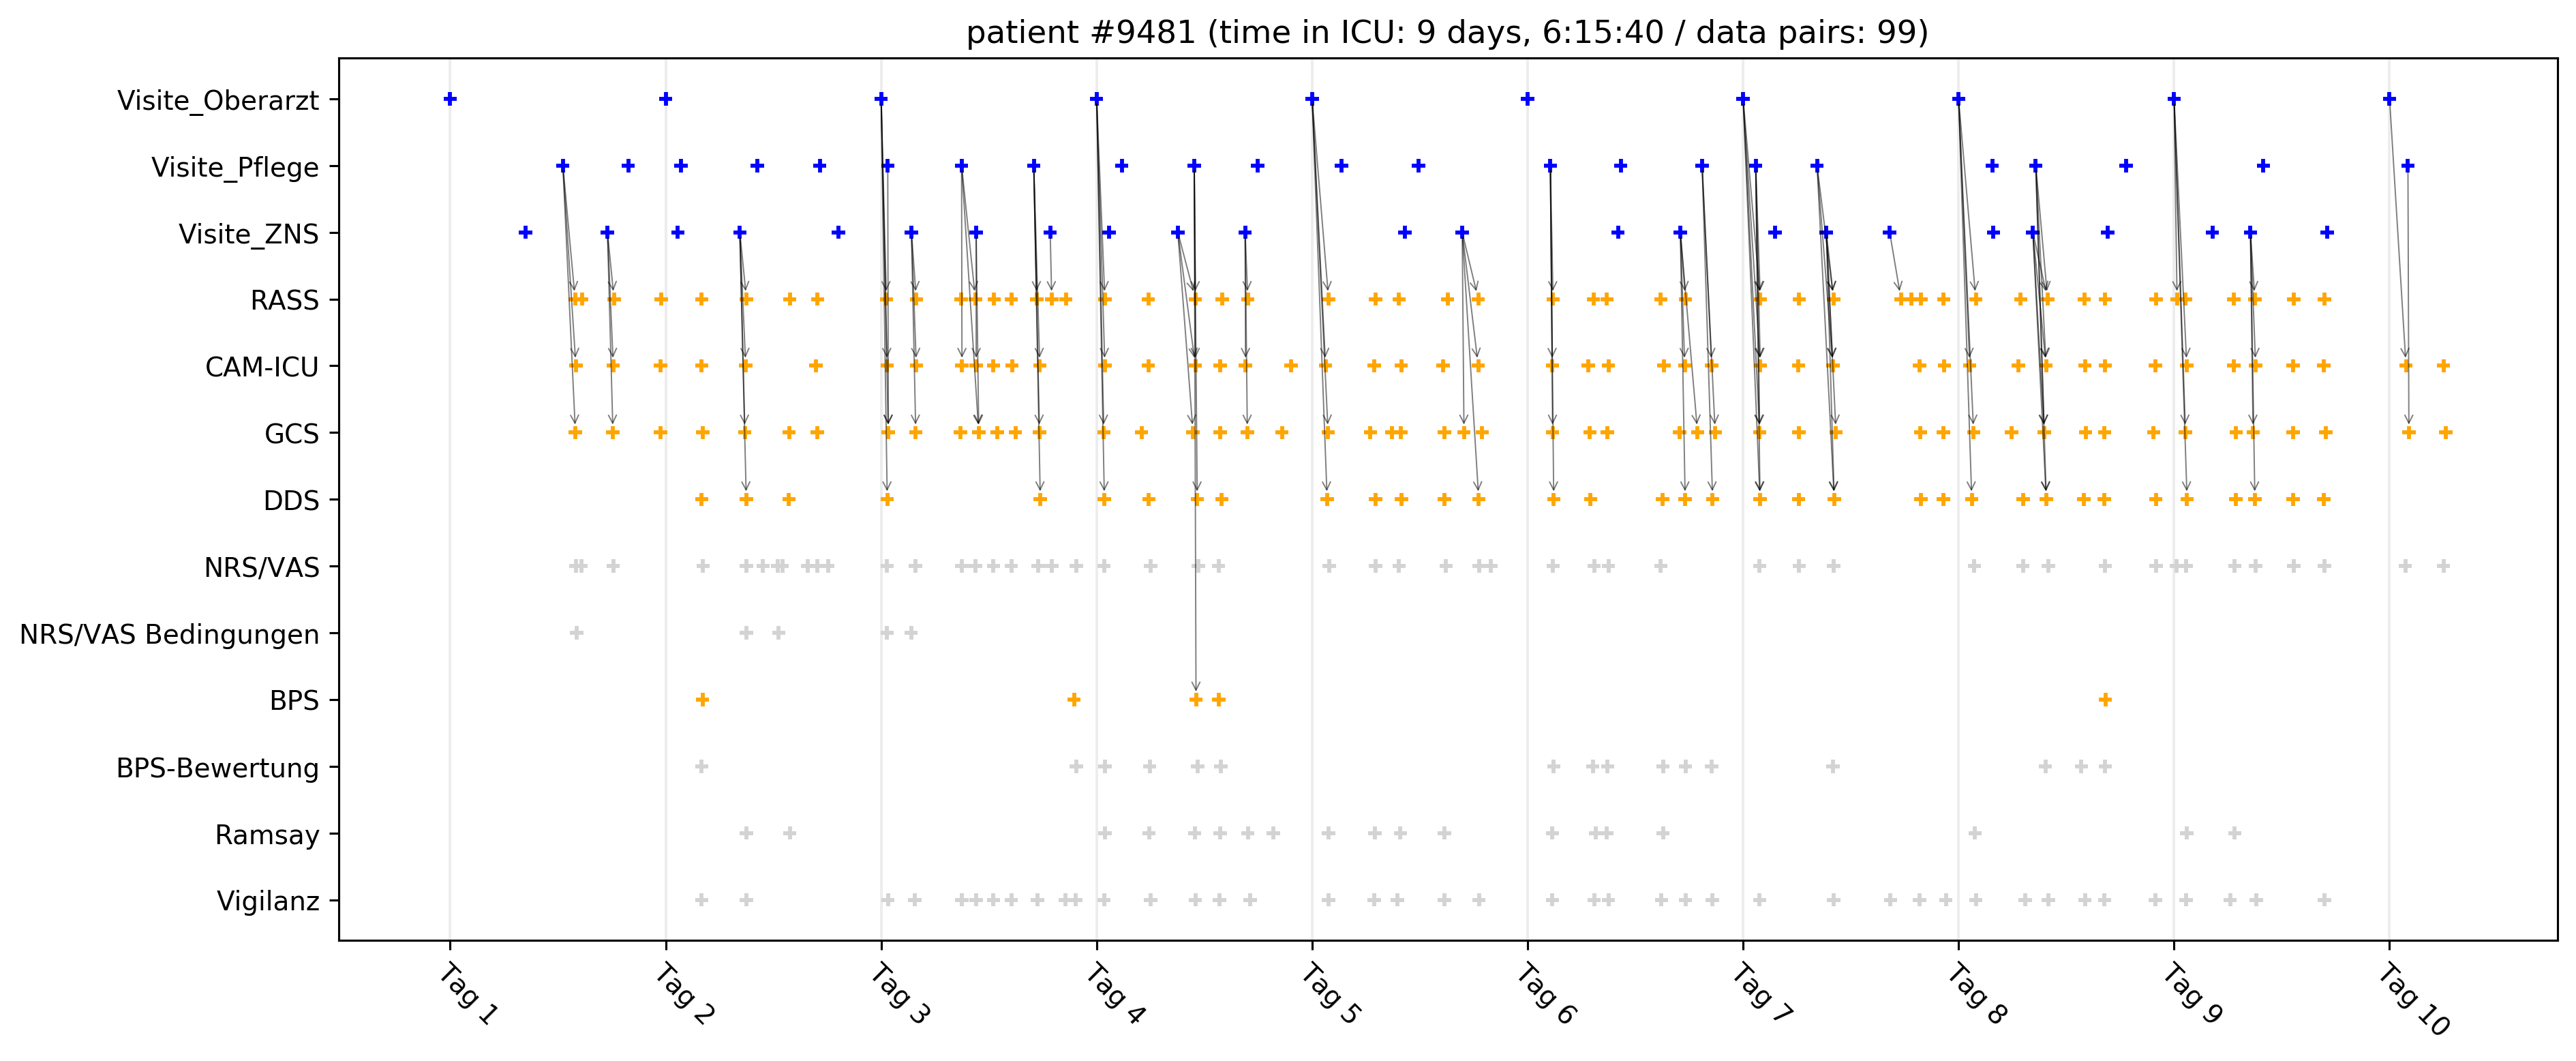 patient #9481 (time in ICU: 9 days, 6:15:40 / data pairs: 99)
Visite_Oberarzt
Visite_Pflege
Visite_ZNS
RASS
CAM-ICU
GCS
DDS
NRS/VAS
NRS/VAS Bedingungen
BPS
BPS-Bewertung
Ramsay
Vigilanz
Tag 1
Tag 2
Tag 3
Tag 4
Tag 5
Tag 6
Tag 7
Tag 8
Tag 9
Tag 10